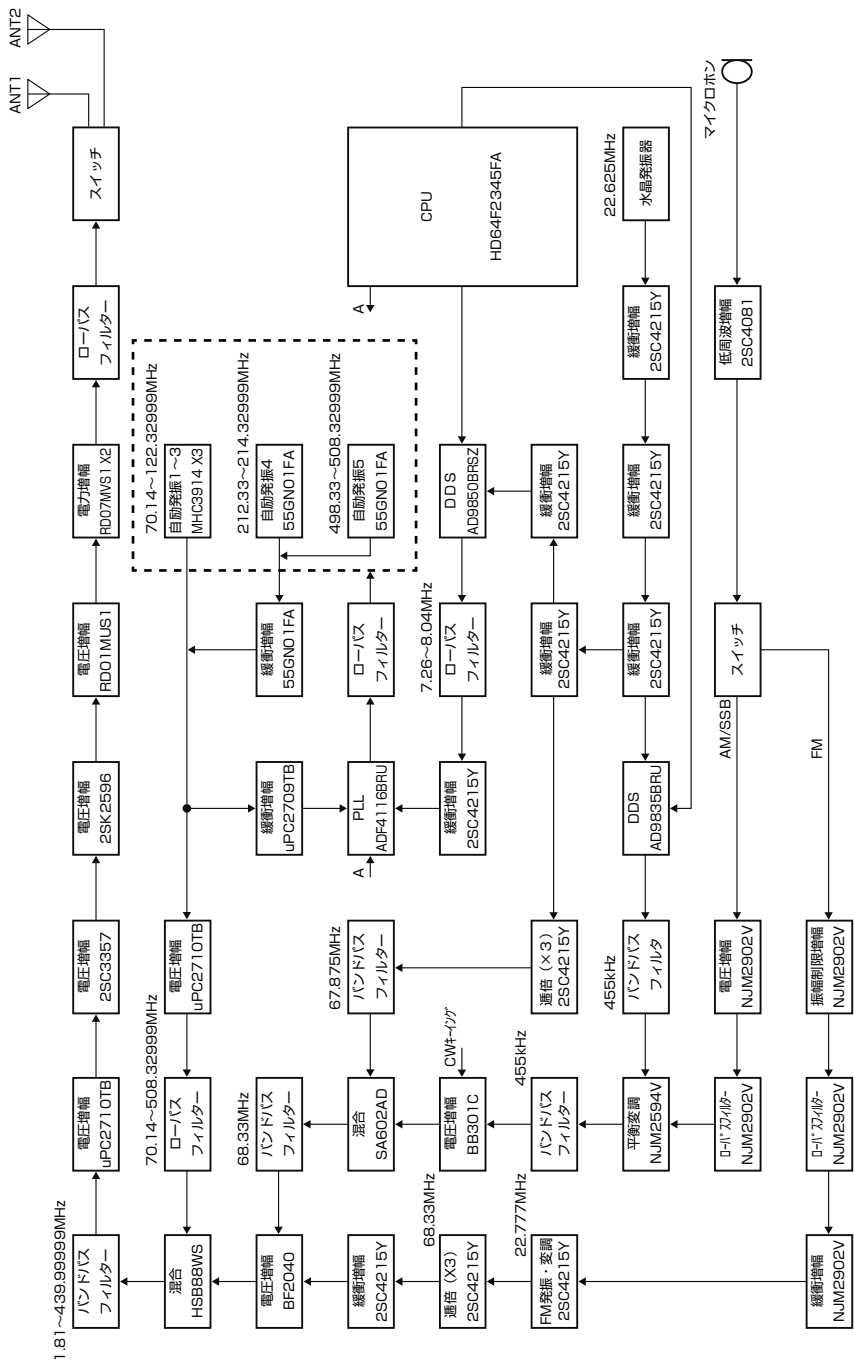 ANT1
ANT2
1.81～439.99999MHz
バンドパス
フィルター
電圧増幅
uPC2710TB
電圧増幅
2SC3357
電圧増幅
2SK2596
電圧増幅
RD01MUS1
電力増幅
RD07MVS1 X2
ローパス
フィルター
スイッチ
混合
HSB88WS
70.14～508.32999MHz
ローパス
フィルター
電圧増幅
uPC2710TB
70.14～122.32999MHz
自励発振1～3
MHC3914 X3
212.33～214.32999MHz
自励発振4
55GN01FA
498.33～508.32999MHz
自励発振5
55GN01FA
緩衝増幅
55GN01FA
緩衝増幅
uPC2709TB
電圧増幅
BF2040
68.33MHz
バンドパス
フィルター
A
PLL
ADF4116BRU
ローパス
フィルター
A
CPU
HD64F2345FA
緩衝増幅
2SC4215Y
混合
SA602AD
67.875MHz
バンドパス
フィルター
緩衝増幅
2SC4215Y
7.26～8.04MHz
ローパス
フィルター
DDS
AD9850BRSZ
68.33MHz
逓倍 (X3)
2SC4215Y
電圧増幅
BB301C
CWｷｰｲﾝｸﾞ
逓倍 (×3)
2SC4215Y
緩衝増幅
2SC4215Y
緩衝増幅
2SC4215Y
22.777MHz
FM発振・変調
2SC4215Y
455kHz
バンドパス
フィルター
平衡変調
NJM2594V
455kHz
バンドパス
フィルタ
DDS
AD9835BRU
緩衝増幅
2SC4215Y
緩衝増幅
2SC4215Y
緩衝増幅
2SC4215Y
22.625MHz
水晶発振器
ﾛｰﾊﾟｽﾌｨﾙﾀｰ
NJM2902V
電圧増幅
NJM2902V
AM/SSB
スイッチ
低周波増幅
2SC4081
マイクロホン
緩衝増幅
NJM2902V
ﾛｰﾊﾟｽﾌｨﾙﾀｰ
NJM2902V
振幅制限増幅
NJM2902V
FM